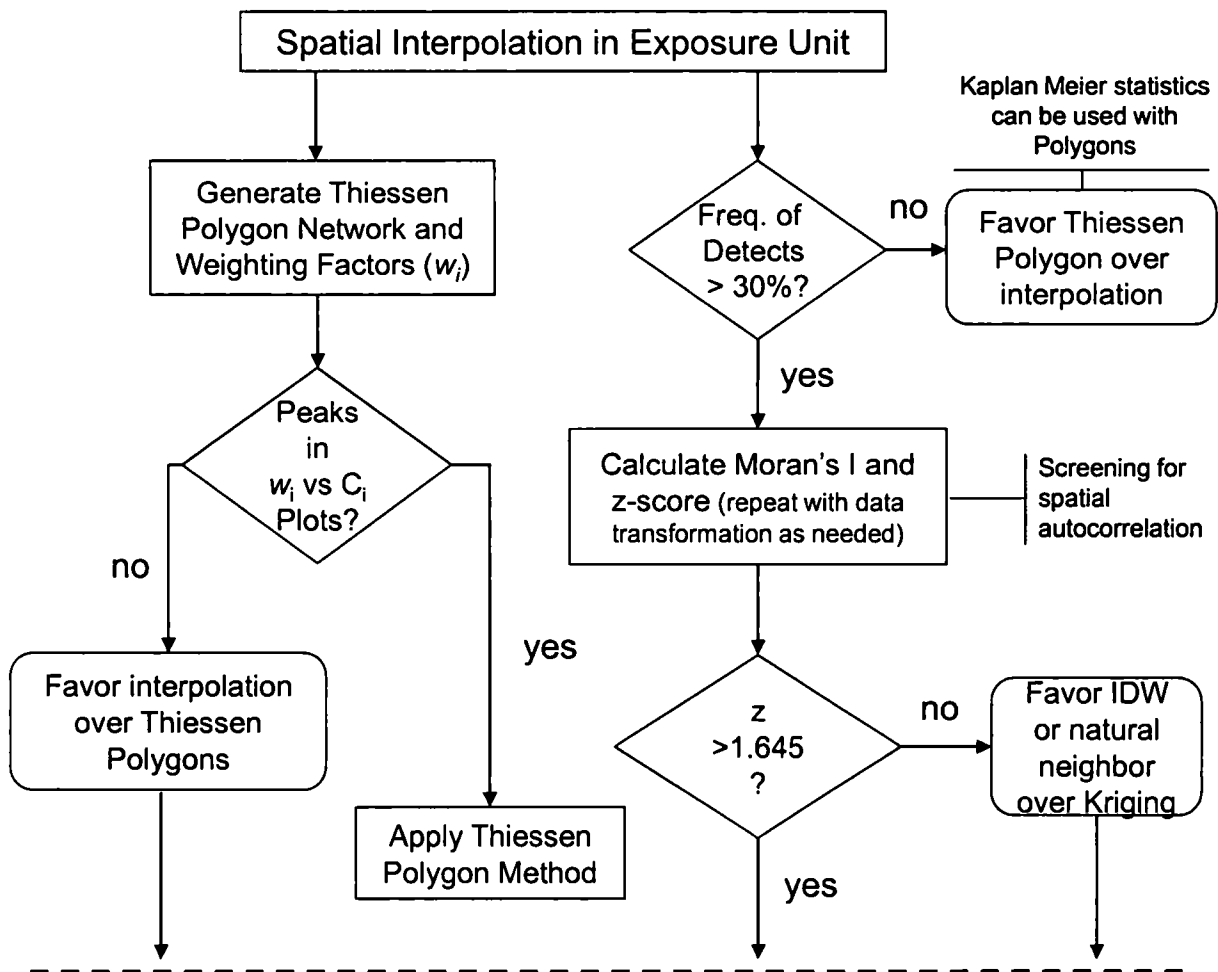 Spatial Interpolation in Exposure Unit
Kaplan Meier statistics
can be used with
Polygons
Generate Thiessen
Polygon Network and
Weighting Factors (wi)
Freq. of
Detects
> 30%?
no
Favor Thiessen
Polygon over
interpolation
yes
Peaks
in
wi vs Ci
Plots?
Calculate Moran's I and
z-score (repeat with data
transformation as needed)
Screening for
spatial
autocorrelation
no
yes
Favor interpolation
over Thiessen
Polygons
z
>1.645
?
no
Favor IDW
or natural
neighbor
over Kriging
Apply Thiessen
Polygon Method
yes